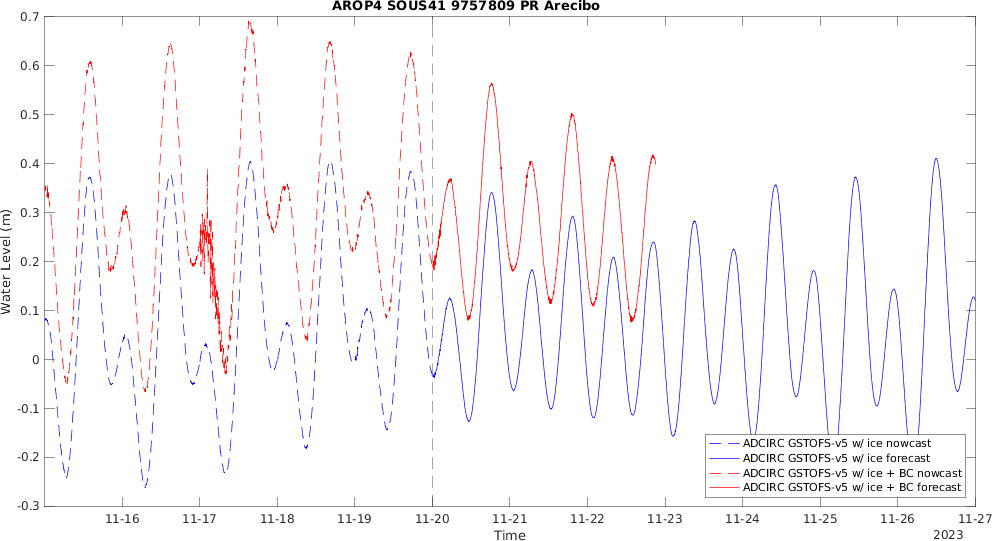 AROP4 SOUS41 9757809 PR Arecibo
0.7
0.6
0.5
0.4
0.3
0.2
0.1
0
-0.1
-0.2
-0.3
Water Level (m)
ADCIRC GSTOFS-v5 w/ ice nowcast
ADCIRC GSTOFS-v5 w/ ice forecast
ADCIRC GSTOFS-v5 w/ ice + BC nowcast
ADCIRC GSTOFS-v5 w/ ice + BC forecast
11-16 11-17 11-18 11-19 11-20 11-21 11-22 11-23 11-24 11-25 11-26 11-27
Time
2023